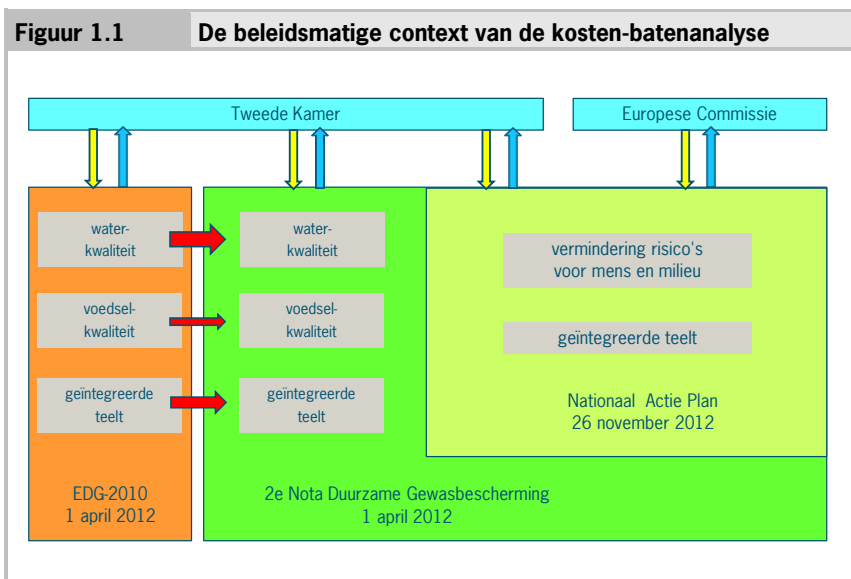 Figuur 1.1 De beleidsmatige context van de kosten-batenanalyse
Tweede Kamer
Europese Commissie
water-
kwaliteit
voedsel-
kwaliteit
geïntegreerde
teelt
EDG-2010
1 april 2012
water-
kwaliteit
voedsel-
kwaliteit
geïntegreerde
teelt
2e Nota Duurzame Gewasbescherming
1 april 2012
vermindering risico's
voor mens en milieu
geïntegreerde teelt
Nationaal Actie Plan
26 november 2012